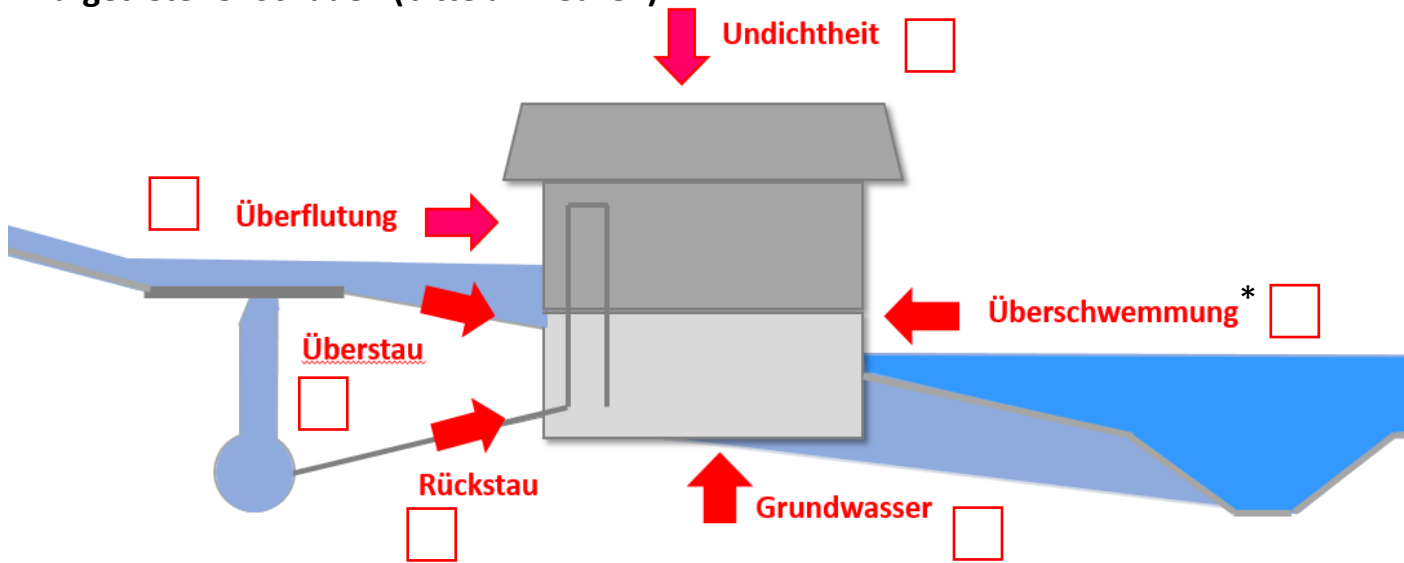 Undichtheit
Überflutung
Überschwemmung*
Überstau
Rückstau
Grundwasser